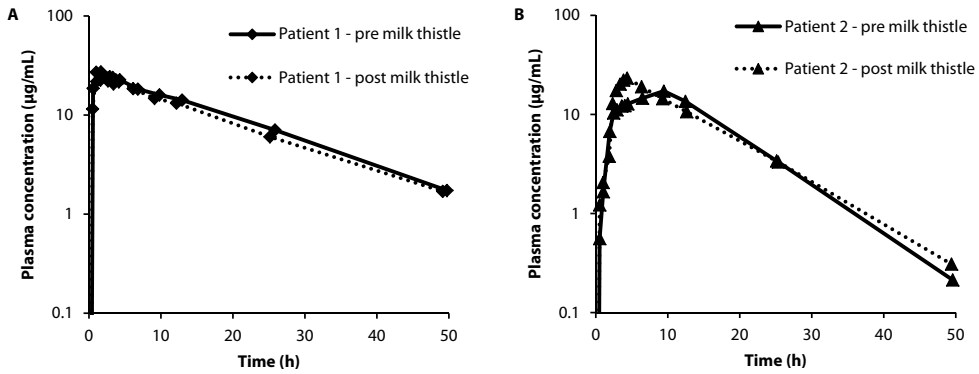 A
Plasma concentration (µg/mL)
100
10
1
0.1
0
10
20
30
40
50
Time (h)
Patient 1 - pre milk thistle
Patient 1 - post milk thistle
B
Plasma concentration (µg/mL)
100
10
1
0.1
0
10
20
30
40
50
Time (h)
Patient 2 - pre milk thistle
Patient 2 - post milk thistle